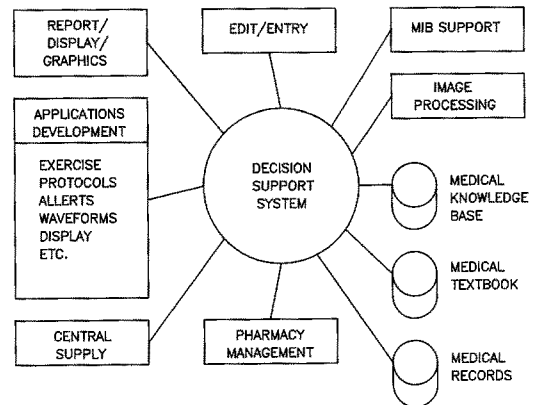 REPORT/
DISPLAY/
GRAPHICS
EDIT/ENTRY
MIB SUPPORT
IMAGE
PROCESSING
APPLICATIONS
DEVELOPMENT
EXERCISE
PROTOCOLS
ALLERTS
WAVEFORMS
DISPLAY
ETC.
DECISION
SUPPORT
SYSTEM
MEDICAL
KNOWLEDGE
BASE
MEDICAL
TEXTBOOK
CENTRAL
SUPPLY
PHARMACY
MANAGEMENT
MEDICAL
RECORDS